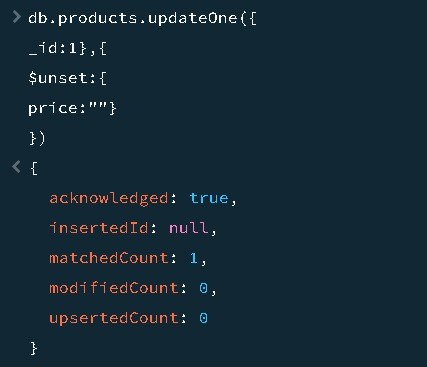 > db.products.updateOne({
_id:1},{
$unset:{
price:""}
})
< {
acknowledged: true,
insertedId: null,
matchedCount: 1,
modifiedCount: 0,
upsertedCount: 0
}